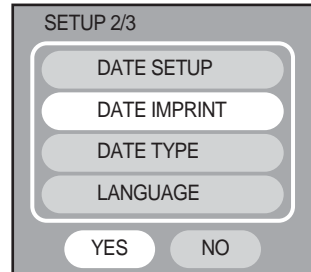 SETUP 2/3
DATE SETUP
DATE IMPRINT
DATE TYPE
LANGUAGE
YES NO